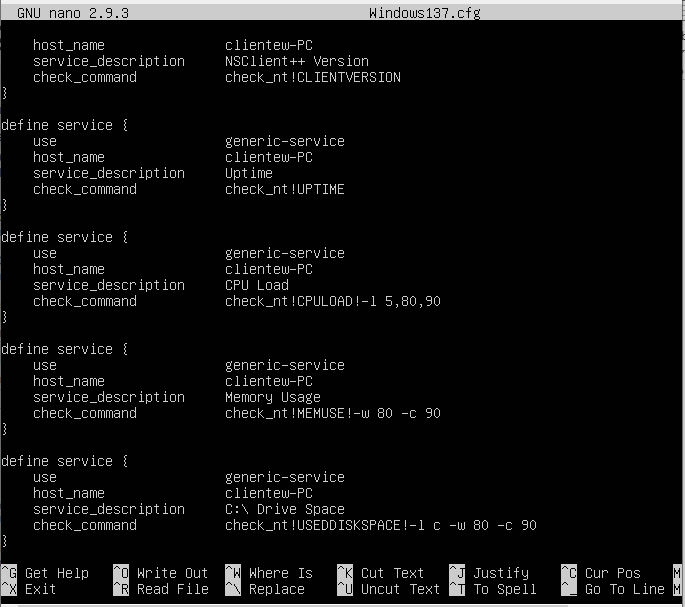 GNU nano 2.9.3 Windows137.cfg
host_name clientew-PC
service_description NSClient++ Version
check_command check_nt!CLIENTVERSION
}
define service {
use generic-service
host_name clientew-PC
service_description Uptime
check_command check_nt!UPTIME
}
define service {
use generic-service
host_name clientew-PC
service_description CPU Load
check_command check_nt!CPULOAD!-l 5,80,90
}
define service {
use generic-service
host_name clientew-PC
service_description Memory Usage
check_command check_nt!MEMUSE!-w 80 -c 90
}
define service {
use generic-service
host_name clientew-PC
service_description C:\ Drive Space
check_command check_nt!USEDDISKSPACE!-l c -w 80 -c 90
}
^G Get Help ^O Write Out ^W Where Is ^K Cut Text ^J Justify ^C Cur Pos M
^X Exit ^R Read File ^\ Replace ^U Uncut Text ^T To Spell ^_ Go To Line M